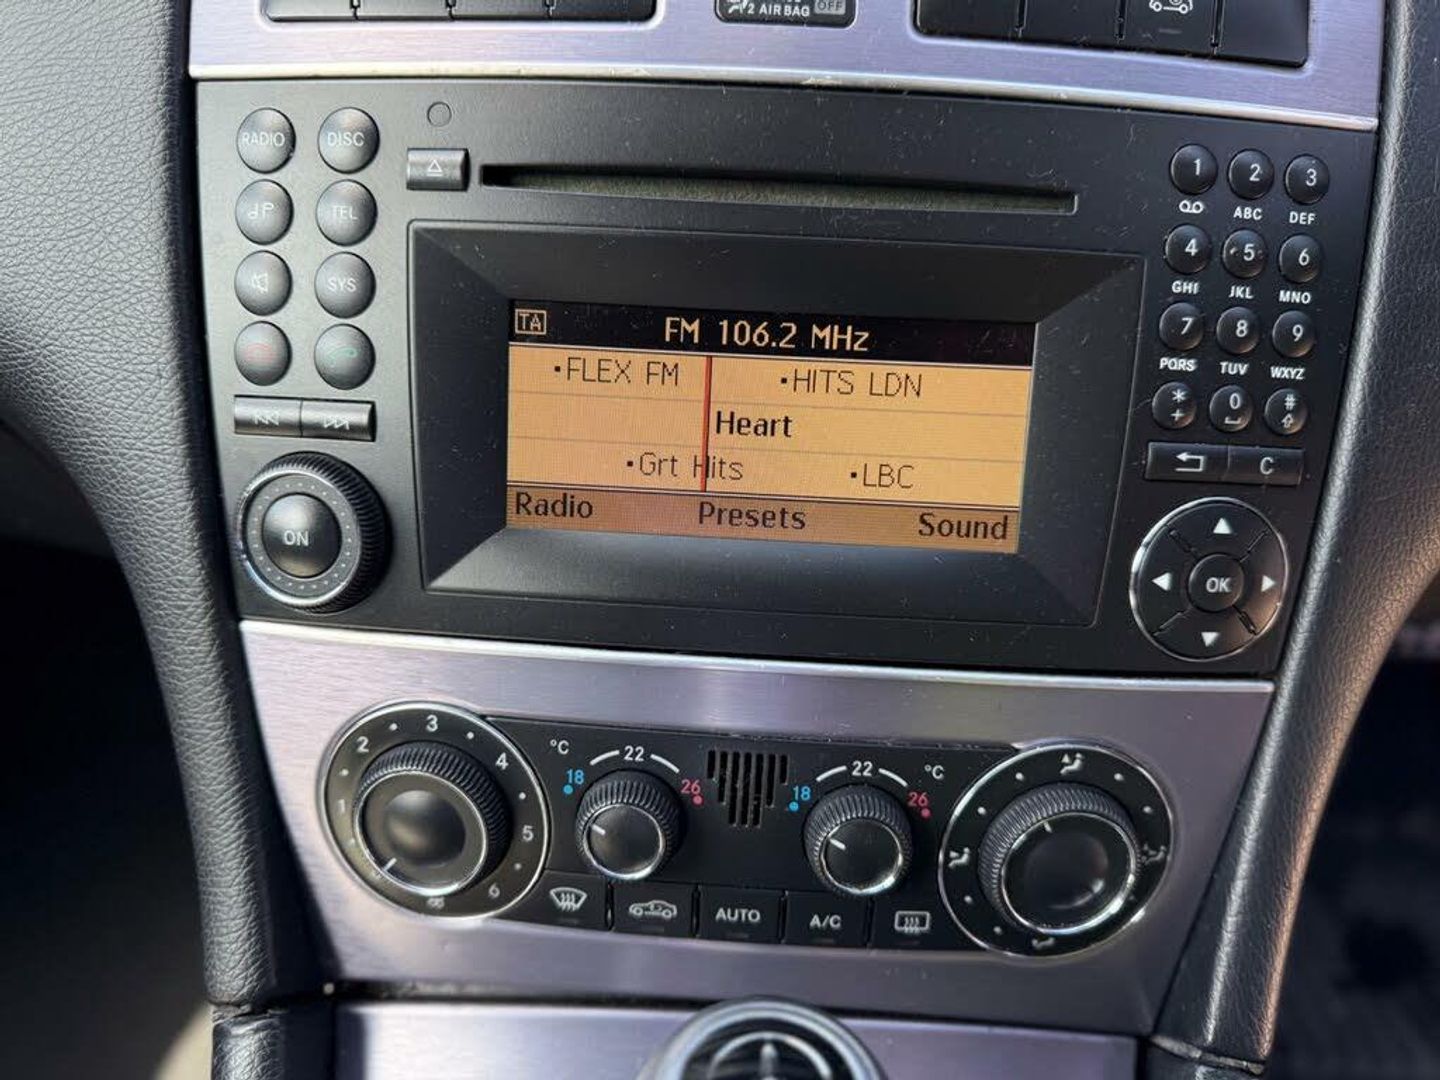 2 AIRBAG OFF
RADIO DISC
TEL
SYS
ON
TA FM 106.2 MHz
•FLEX FM •HITS LDN
Heart
•Grt Hits •LBC
Radio Presets Sound
1 2 3
ABC DEF
4 5 6
GHI JKL MNO
7 8 9
PQRS TUV WXYZ
* 0 #
+
C
OK
1 2 3 4 5 6
°C 18 22 26
18 22 26 °C
AUTO A/C